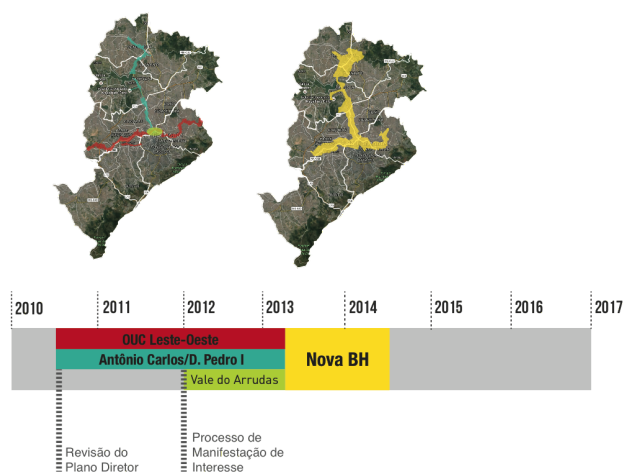 2010
2011
2012
2013
2014
2015
2016
2017
OUC Leste-Oeste
Antônio Carlos/D. Pedro I
Vale do Arrudas
Nova BH
Revisão do
Plano Diretor
Processo de
Manifestação de
Interesse